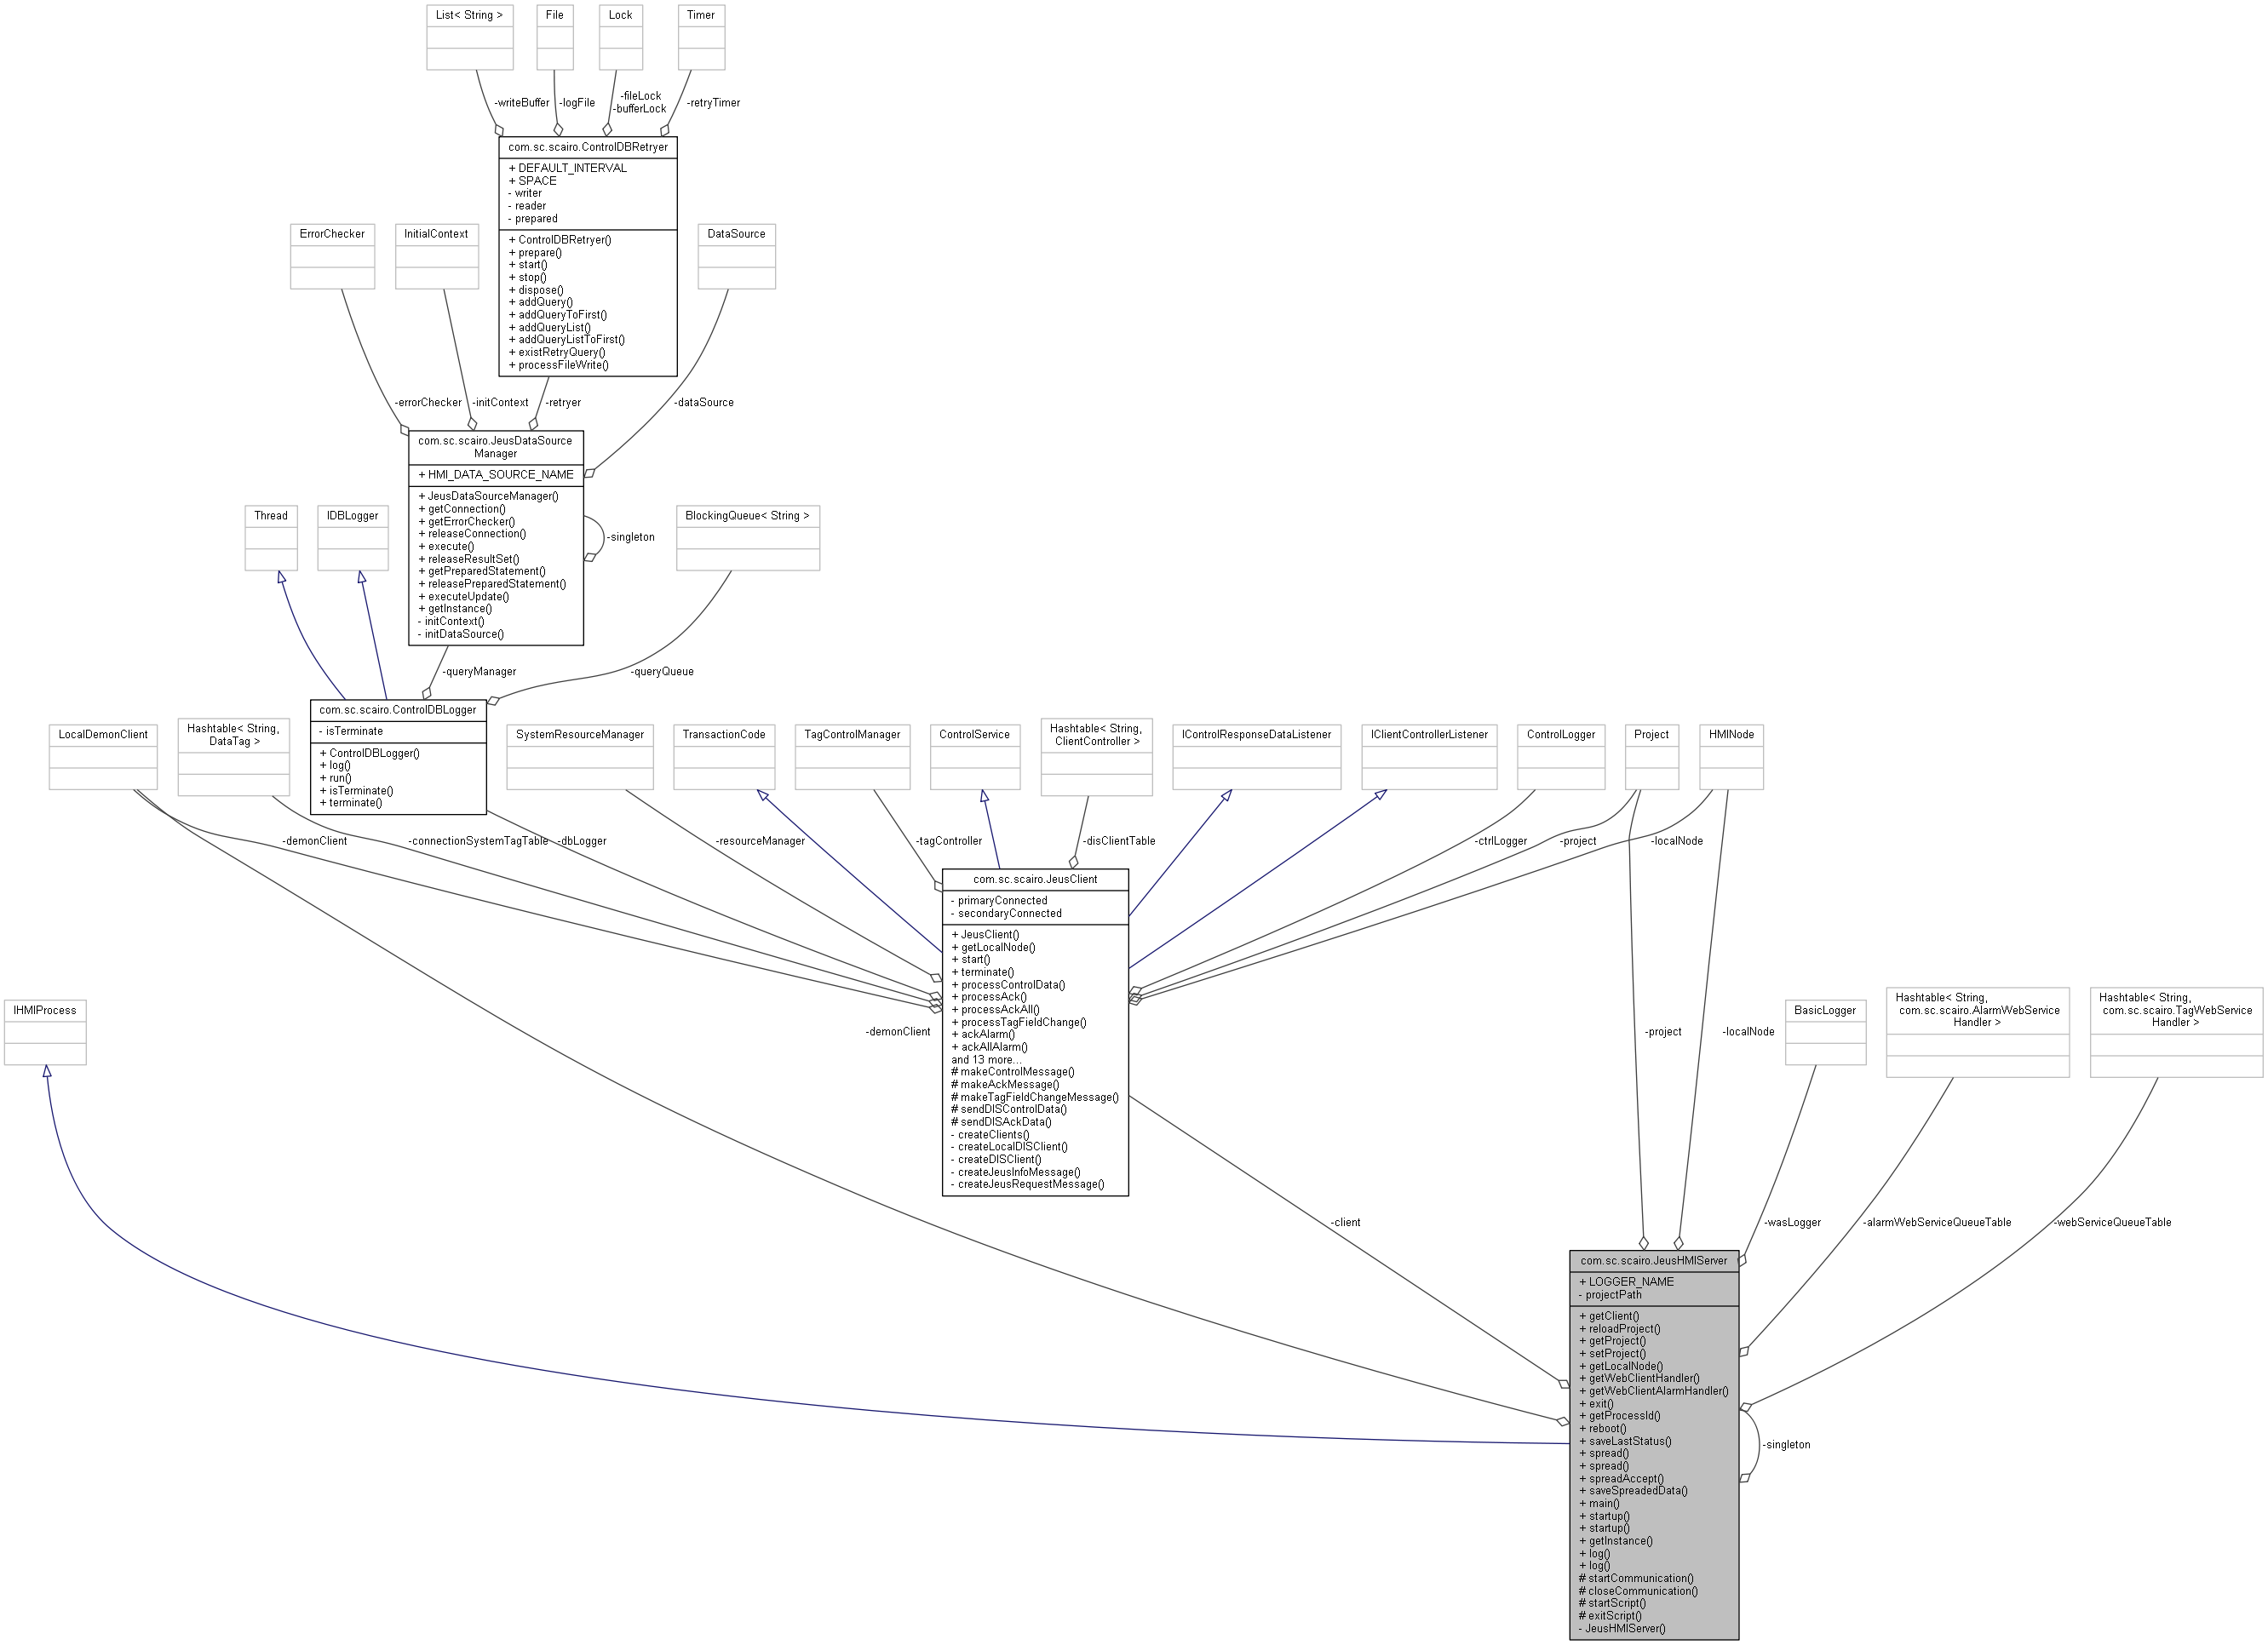 List< String >
File
Lock
Timer
-writeBuffer
-logFile
-fileLock
-bufferLock
-retryTimer
com.sc.scairo.ControlDBRetryer
+ DEFAULT_INTERVAL
+ SPACE
- writer
- reader
- prepared
+ ControlDBRetryer()
+ prepare()
+ start()
+ stop()
+ dispose()
+ addQuery()
+ addQueryToFirst()
+ addQueryList()
+ addQueryListToFirst()
+ existRetryQuery()
+ processFileWrite()
ErrorChecker
InitialContext
DataSource
-errorChecker
-initContext
-retryer
-dataSource
com.sc.scairo.JeusDataSource
Manager
+ HMI_DATA_SOURCE_NAME
+ JeusDataSourceManager()
+ getConnection()
+ getErrorChecker()
+ releaseConnection()
+ execute()
+ releaseResultSet()
+ getPreparedStatement()
+ releasePreparedStatement()
+ executeUpdate()
+ getInstance()
- initContext()
- initDataSource()
-singleton
Thread
IDBLogger
BlockingQueue< String >
-queryManager
-queryQueue
com.sc.scairo.ControlDBLogger
- isTerminate
+ ControlDBLogger()
+ log()
+ run()
+ isTerminate()
+ terminate()
LocalDemonClient
Hashtable< String,
DataTag >
SystemResourceManager
TransactionCode
TagControlManager
ControlService
Hashtable< String,
ClientController >
IControlResponseDataListener
IClientControllerListener
ControlLogger
Project
HMINode
-demonClient
-connectionSystemTagTable
-dbLogger
-resourceManager
-tagController
-disClientTable
-ctrlLogger
-project
-localNode
com.sc.scairo.JeusClient
- primaryConnected
- secondaryConnected
+ JeusClient()
+ getLocalNode()
+ start()
+ terminate()
+ processControlData()
+ processAck()
+ processAckAll()
+ processTagFieldChange()
+ ackAlarm()
+ ackAllAlarm()
and 13 more...
# makeControlMessage()
# makeAckMessage()
# makeTagFieldChangeMessage()
# sendDISControlData()
# sendDISAckData()
- createClients()
- createLocalDISClient()
- createDISClient()
- createJeusInfoMessage()
- createJeusRequestMessage()
IHMIProcess
-demonClient
-project
-localNode
BasicLogger
Hashtable< String,
com.sc.scairo.AlarmWebService
Handler >
Hashtable< String,
com.sc.scairo.TagWebService
Handler >
-client
-wasLogger
-alarmWebServiceQueueTable
-webServiceQueueTable
com.sc.scairo.JeusHMIServer
+ LOGGER_NAME
- projectPath
+ getClient()
+ reloadProject()
+ getProject()
+ setProject()
+ getLocalNode()
+ getWebClientHandler()
+ getWebClientAlarmHandler()
+ exit()
+ getProcessId()
+ reboot()
+ saveLastStatus()
+ spread()
+ spread()
+ spreadAccept()
+ saveSpreadedData()
+ main()
+ startup()
+ startup()
+ getInstance()
+ log()
+ log()
# startCommunication()
# closeCommunication()
# startScript()
# exitScript()
- JeusHMIServer()
-singleton